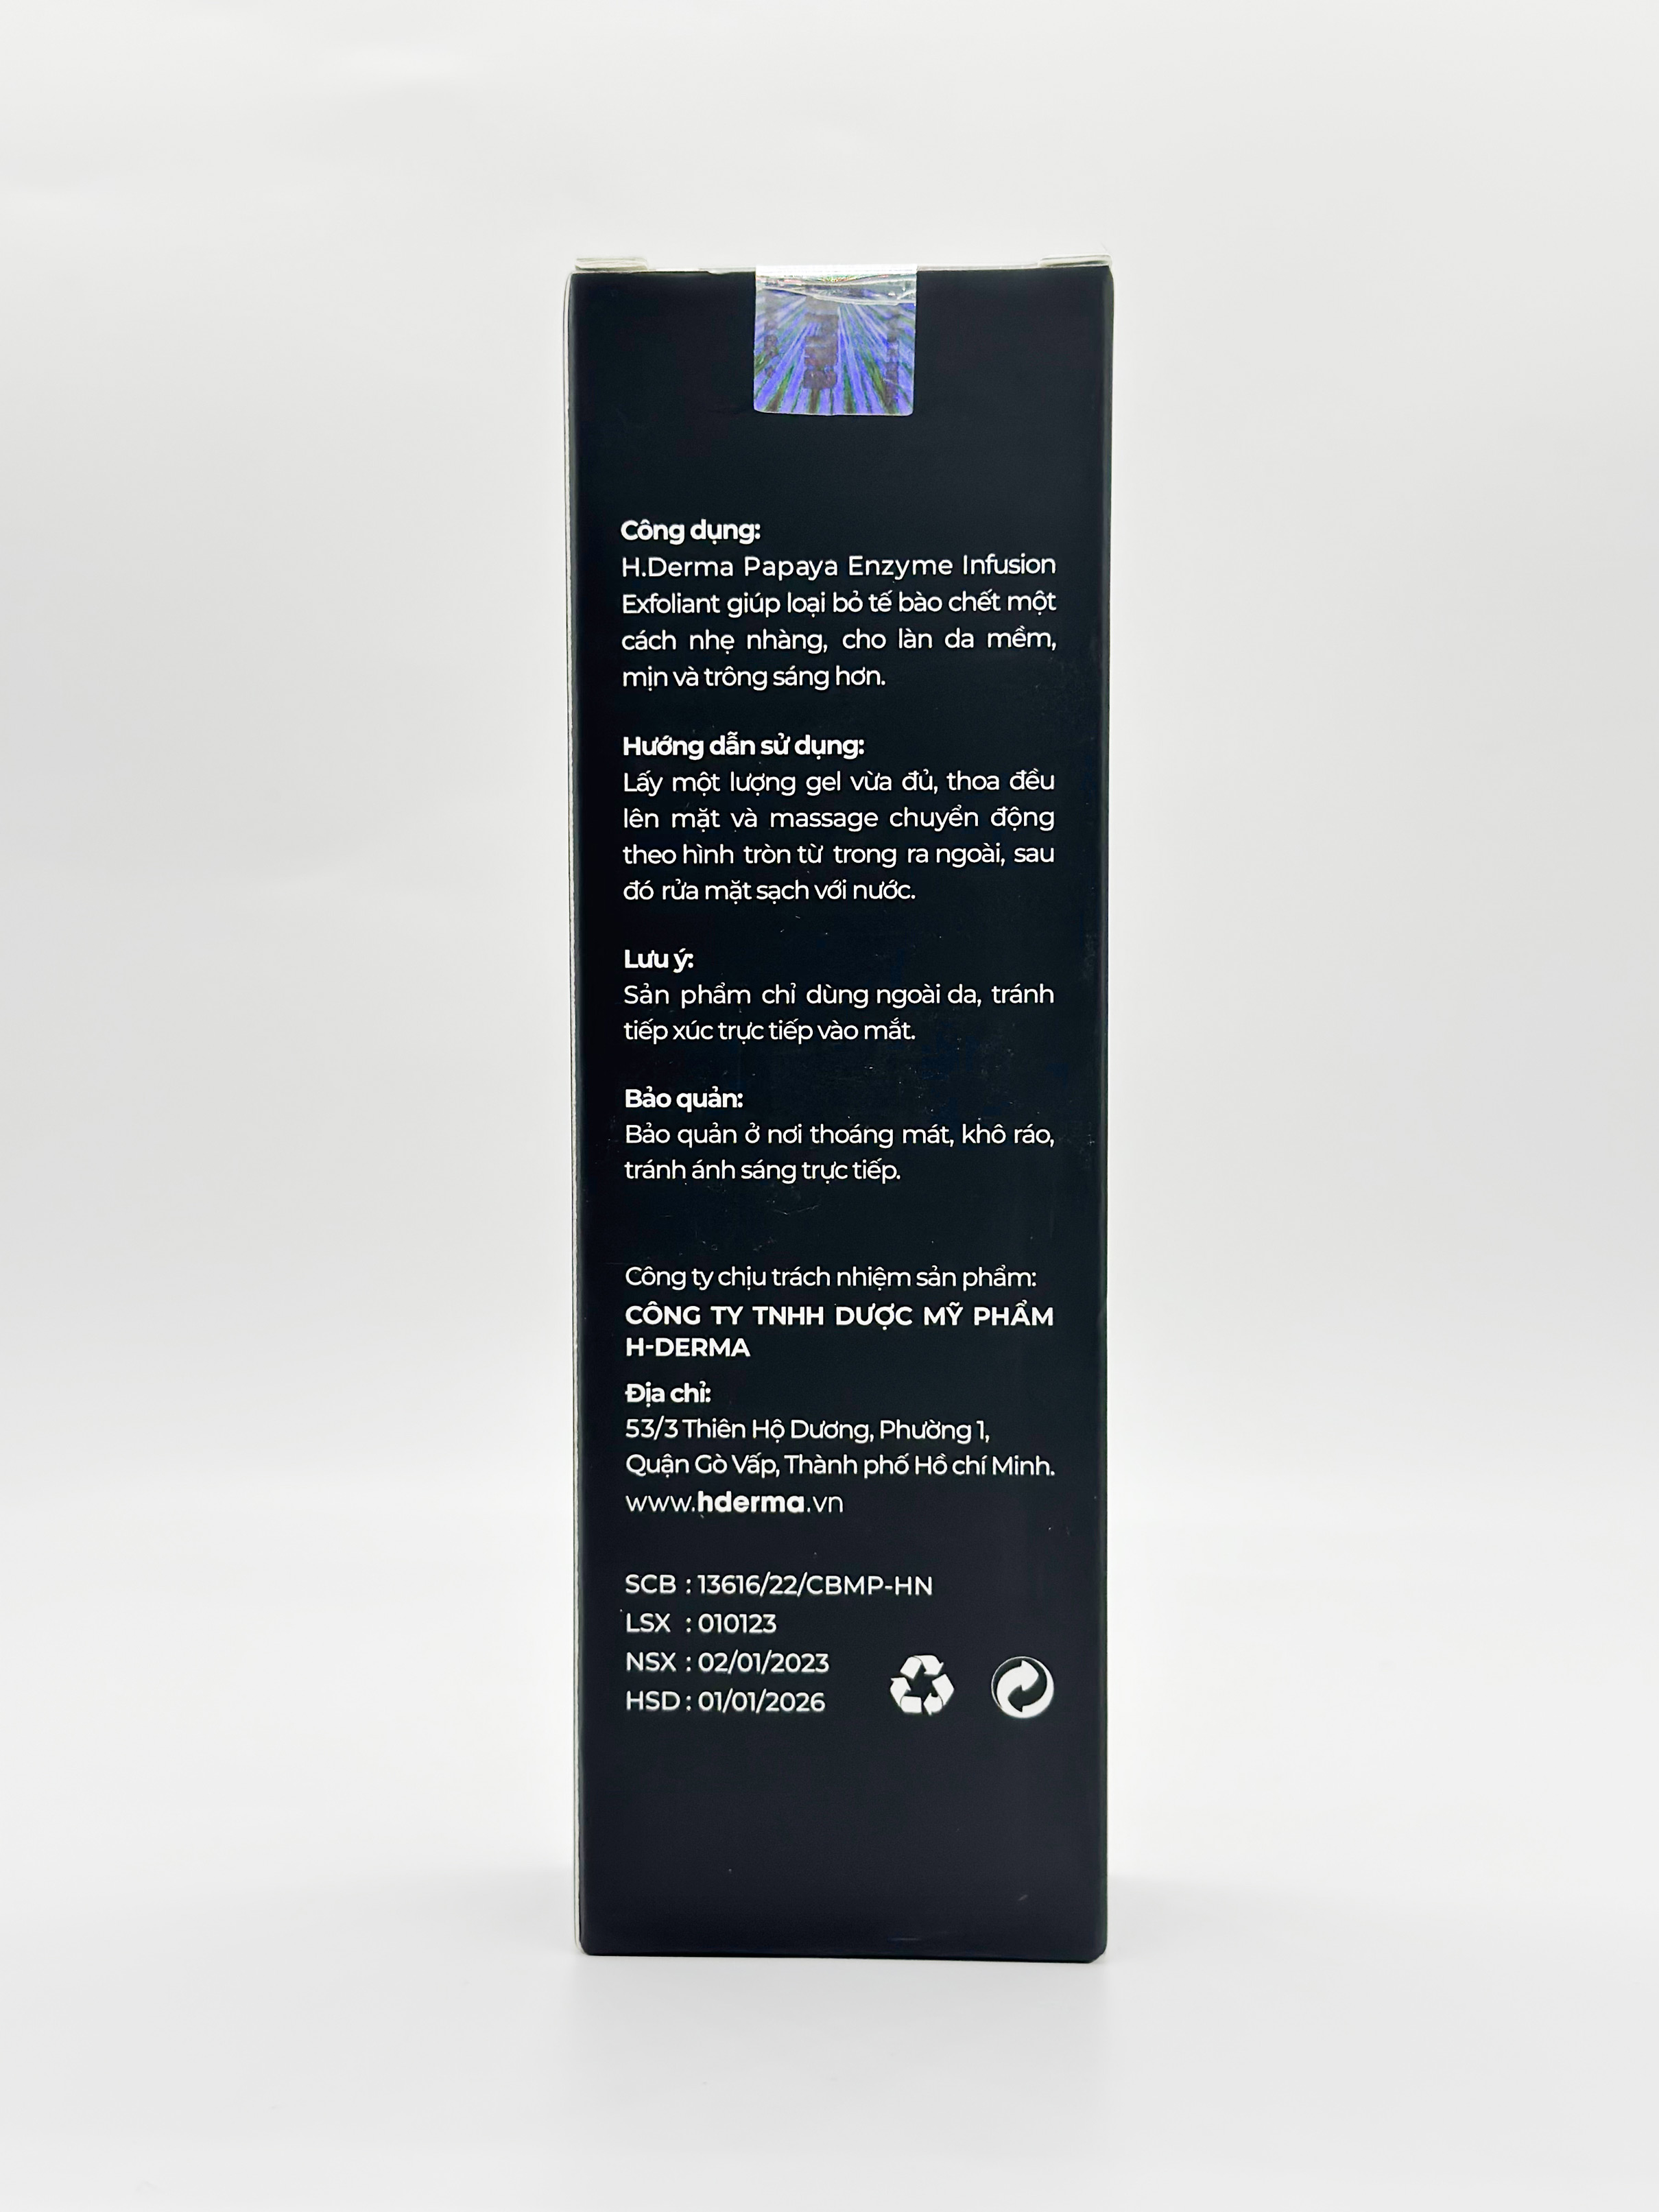 Công dụng:
H.Derma Papaya Enzyme Infusion
Exfoliant giúp loại bỏ tế bào chết một
cách nhẹ nhàng, cho làn da mềm,
mịn và trông sáng hơn.
Hướng dẫn sử dụng:
Lấy một lượng gel vừa đủ, thoa đều
lên mặt và massage chuyển động
theo hình tròn từ trong ra ngoài, sau
đó rửa mặt sạch với nước.
Lưu ý:
Sản phẩm chỉ dùng ngoài da, tránh
tiếp xúc trực tiếp vào mắt.
Bảo quản:
Bảo quản ở nơi thoáng mát, khô ráo,
tránh ánh sáng trực tiếp.
Công ty chịu trách nhiệm sản phẩm:
CÔNG TY TNHH DƯỢC MỸ PHẨM
H-DERMA
Địa chỉ:
53/3 Thiên Hộ Dương, Phường 1,
Quận Gò Vấp, Thành phố Hồ chí Minh.
www.hderma.vn
SCB : 13616/22/CBMP-HN
LSX : 010123
NSX : 02/01/2023
HSD : 01/01/2026